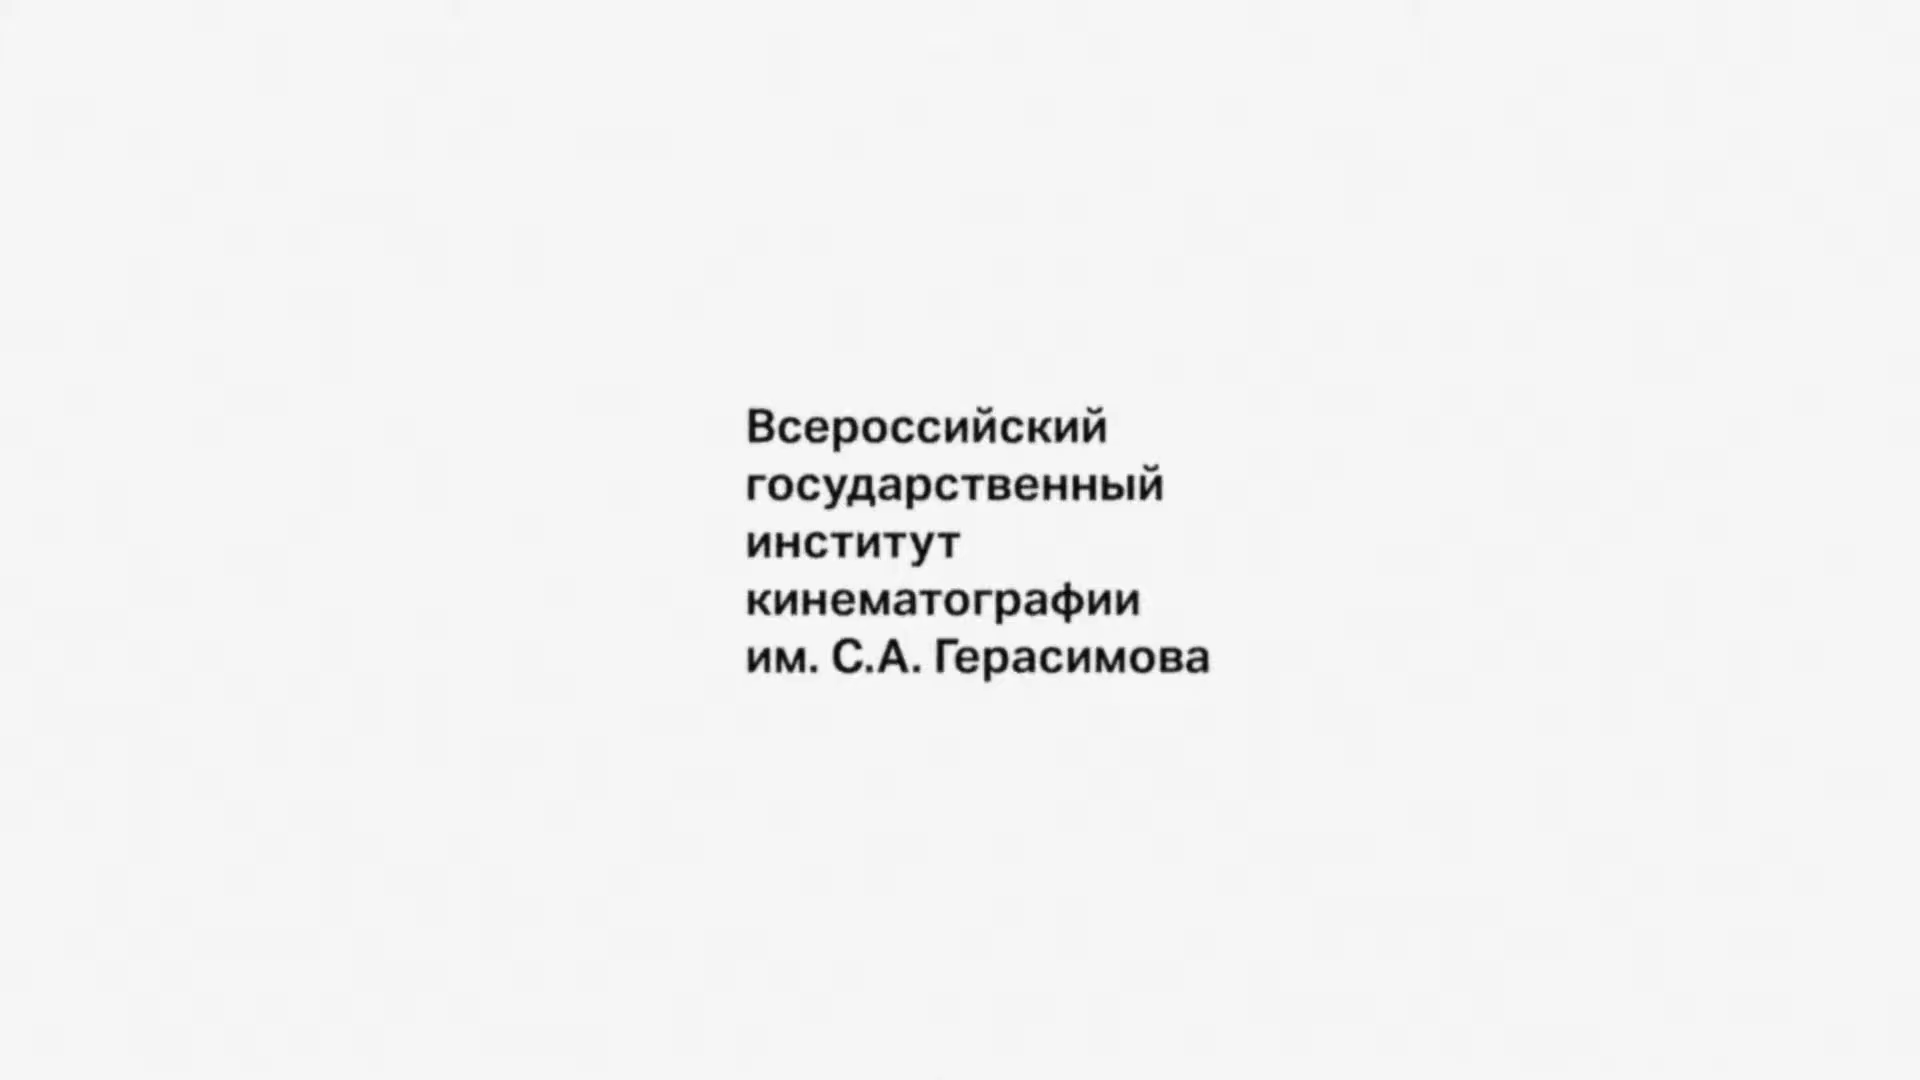 Всероссийский
государственный
институт
кинематографии
им. С.А. Герасимова